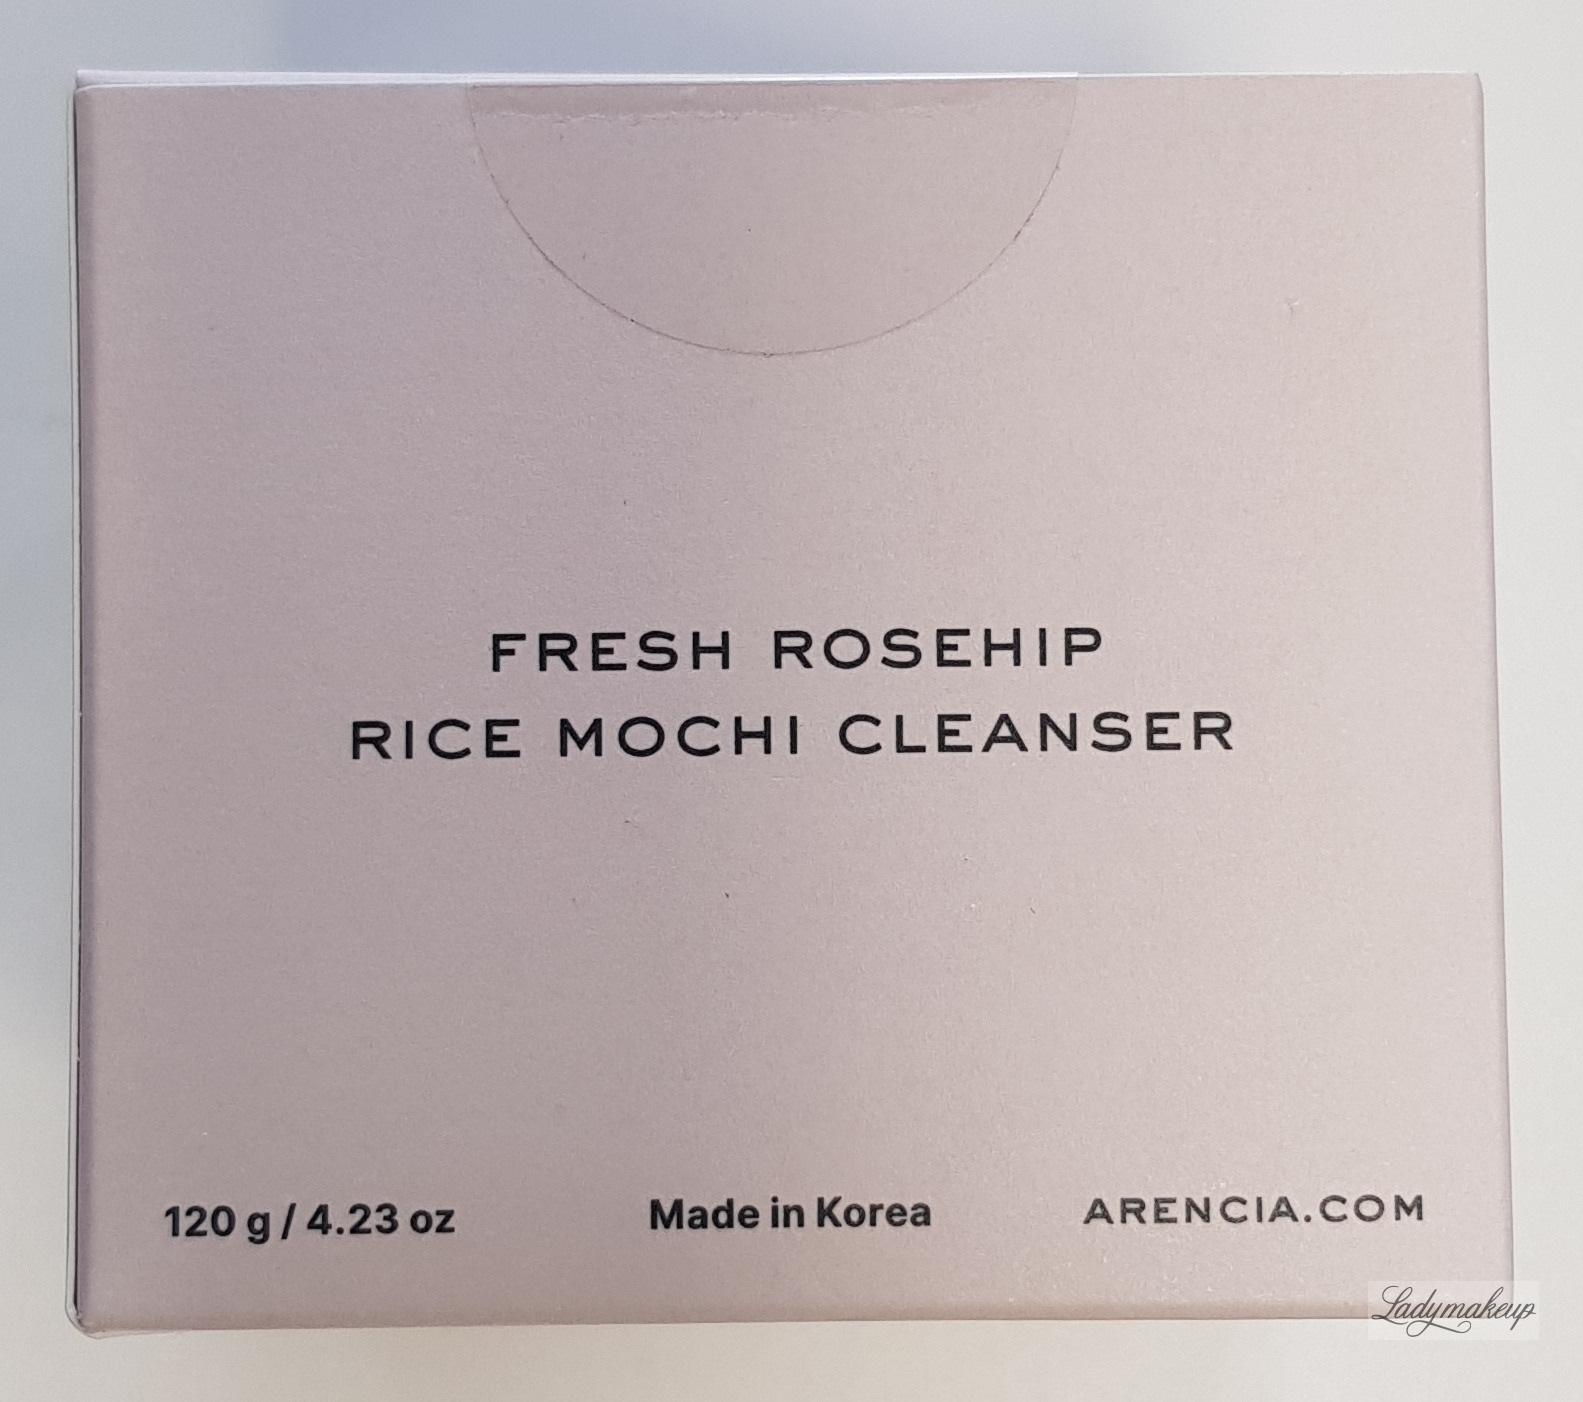 FRESH ROSEHIP
RICE MOCHI CLEANSER
120 g / 4.23 oz
Made in Korea
ARENCIA.COM
Ladymakeup